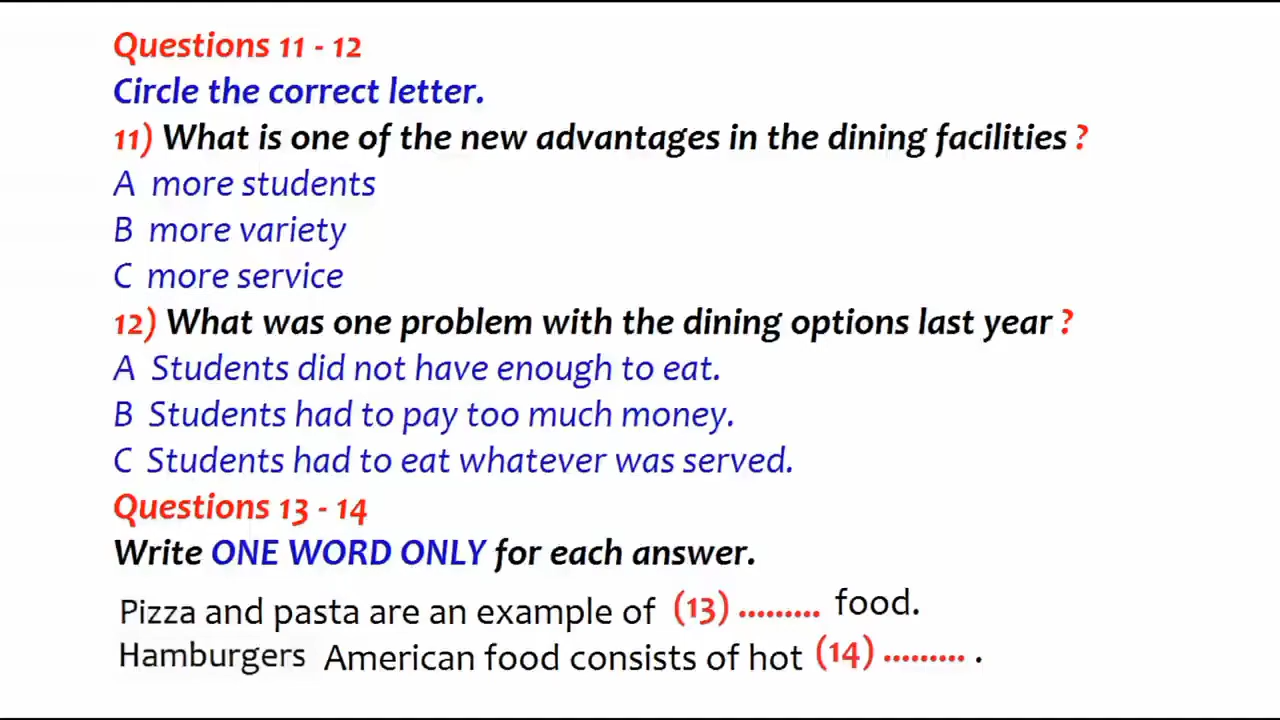 Questions 11 - 12
Circle the correct letter.
11) What is one of the new advantages in the dining facilities ?
A more students
B more variety
C more service
12) What was one problem with the dining options last year ?
A Students did not have enough to eat.
B Students had to pay too much money.
C Students had to eat whatever was served.
Questions 13 - 14
Write ONE WORD ONLY for each answer.
Pizza and pasta are an example of (13) ......... food.
Hamburgers American food consists of hot (14) ......... .